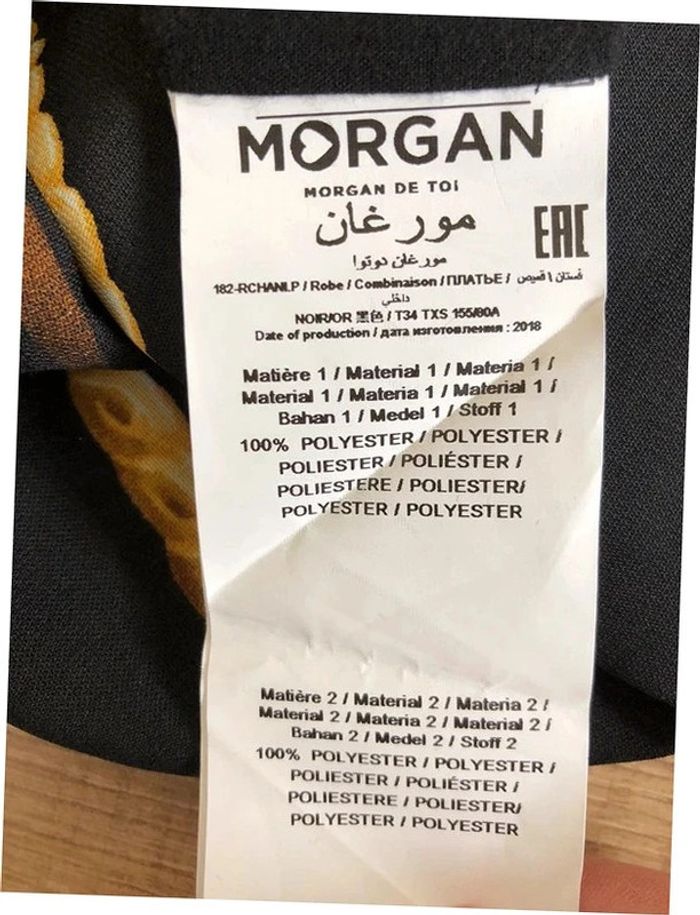 MORGAN
MORGAN DE TOi
مورغان
EAC
مورغان دوتوا
182-RCHANI.P / Robe / Combinaison / ПЛАТЬЕ / فستان \ قميص
داخلي
NOIR/OR 黑色 / T34 TXS 155/80A
Date of production / дата изготовления : 2018
Matière 1 / Material 1 / Materia 1 /
Material 1 / Materia 1 / Material 1 /
Bahan 1 / Medel 1 / Stoff 1
100% POLYESTER / POLYESTER /
POLIESTER / POLIÉSTER /
POLIESTERE / POLIESTER/
POLYESTER / POLYESTER
Matière 2 / Material 2 / Materia 2 /
Material 2 / Materia 2 / Material 2 /
Bahan 2 / Medel 2 / Stoff 2
100% POLYESTER / POLYESTER /
POLIESTER / POLIÉSTER /
POLIESTERE / POLIESTER/
POLYESTER / POLYESTER